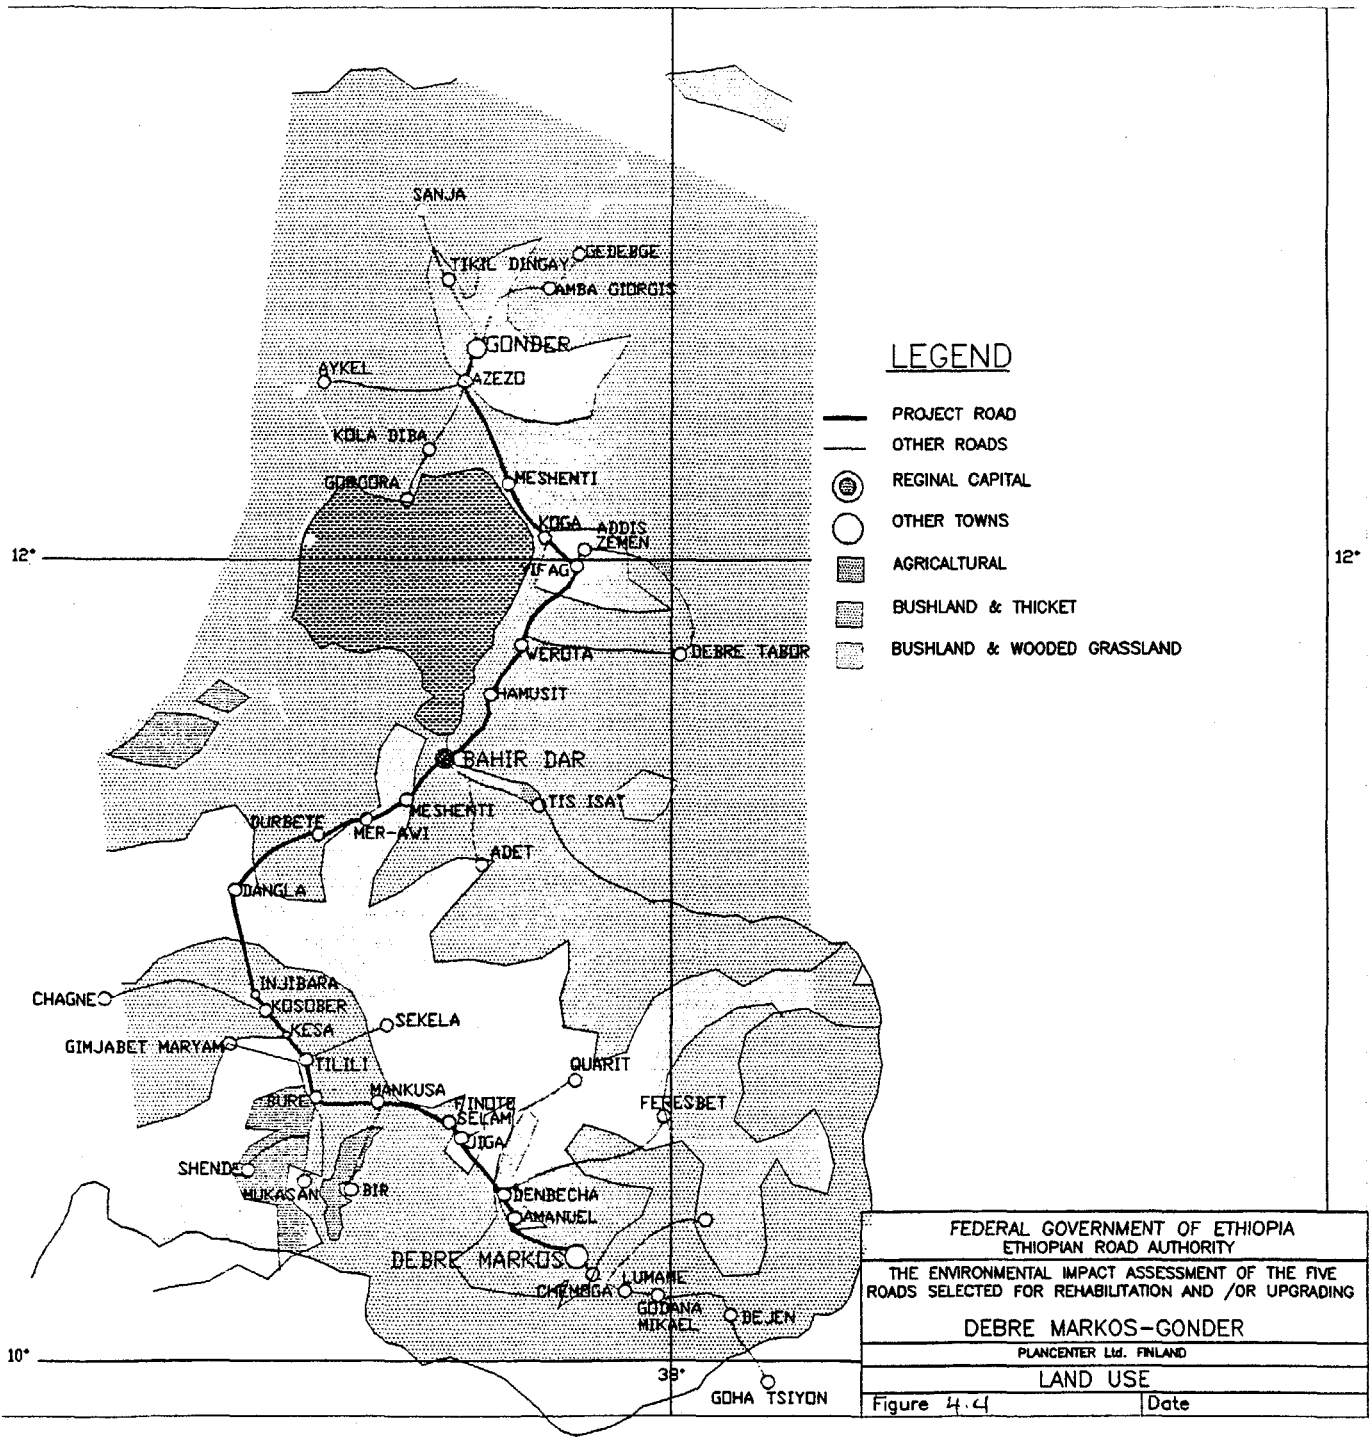 SANJA
GEDEBGE
TIKIL DINGAY
AMBA GIORGIS
GONDER
AYKEL
AZEZO
KOLA DIBA
GORGORA
MESHENTI
KOGA
ADDIS
ZEMEN
12°
12°
YIFAG
WEROTA
DEBRE TABOR
HAMUSIT
BAHIR DAR
MESHENTI
TIS ISAT
DURBETE
MER-AWI
ADET
DANGLA
INJIBARA
CHAGNE
KOSOBER
KESA
SEKELA
GIMJABET MARYAM
TILILI
QUARIT
BURE
MANKUSA
FINOTE
SELAM
FERESBET
JIGA
SHENDE
MUKASAN
BIR
DENBECHA
AMANUEL
DEBRE MARKOS
CHEMOGA
LUMAME
GODANA
MIKAEL
DEJEN
10°
38°
GOHA TSIYON
LEGEND
PROJECT ROAD
OTHER ROADS
REGINAL CAPITAL
OTHER TOWNS
AGRICALTURAL
BUSHLAND & THICKET
BUSHLAND & WOODED GRASSLAND
FEDERAL GOVERNMENT OF ETHIOPIA
ETHIOPIAN ROAD AUTHORITY
THE ENVIRONMENTAL IMPACT ASSESSMENT OF THE FIVE
ROADS SELECTED FOR REHABILITATION AND /OR UPGRADING
DEBRE MARKOS-GONDER
PLANCENTER Ltd. FINLAND
LAND USE
Figure 4.4
Date